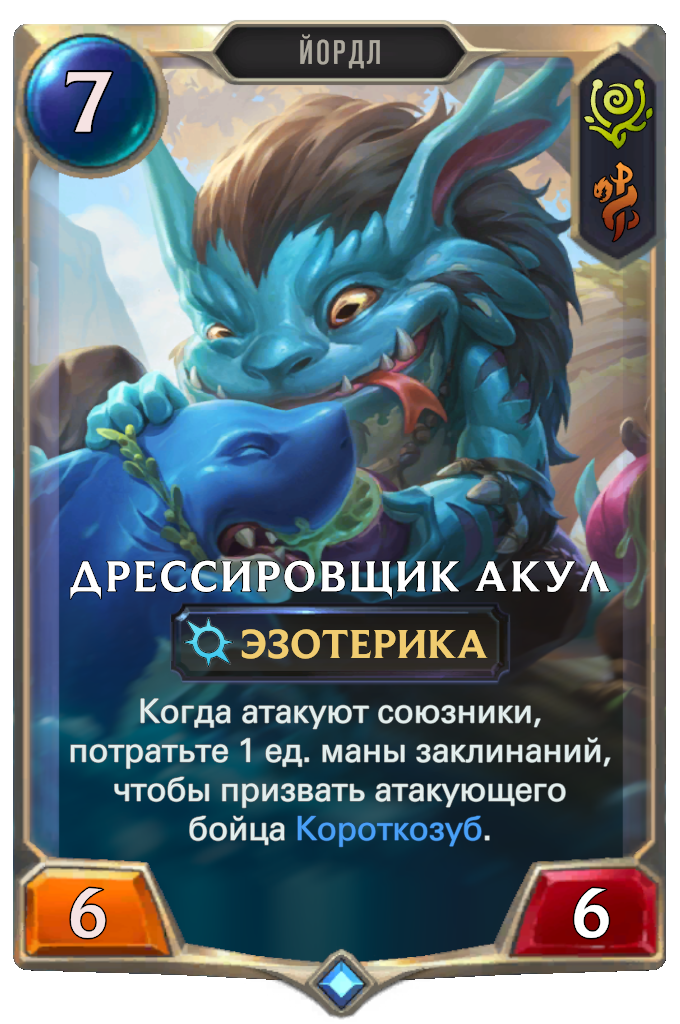 ЙОРДЛ
7
ДРЕССИРОВЩИК АКУЛ
ЭЗОТЕРИКА
Когда атакуют союзники,
потратьте 1 ед. маны заклинаний,
чтобы призвать атакующего
бойца Короткозуб.
6
6